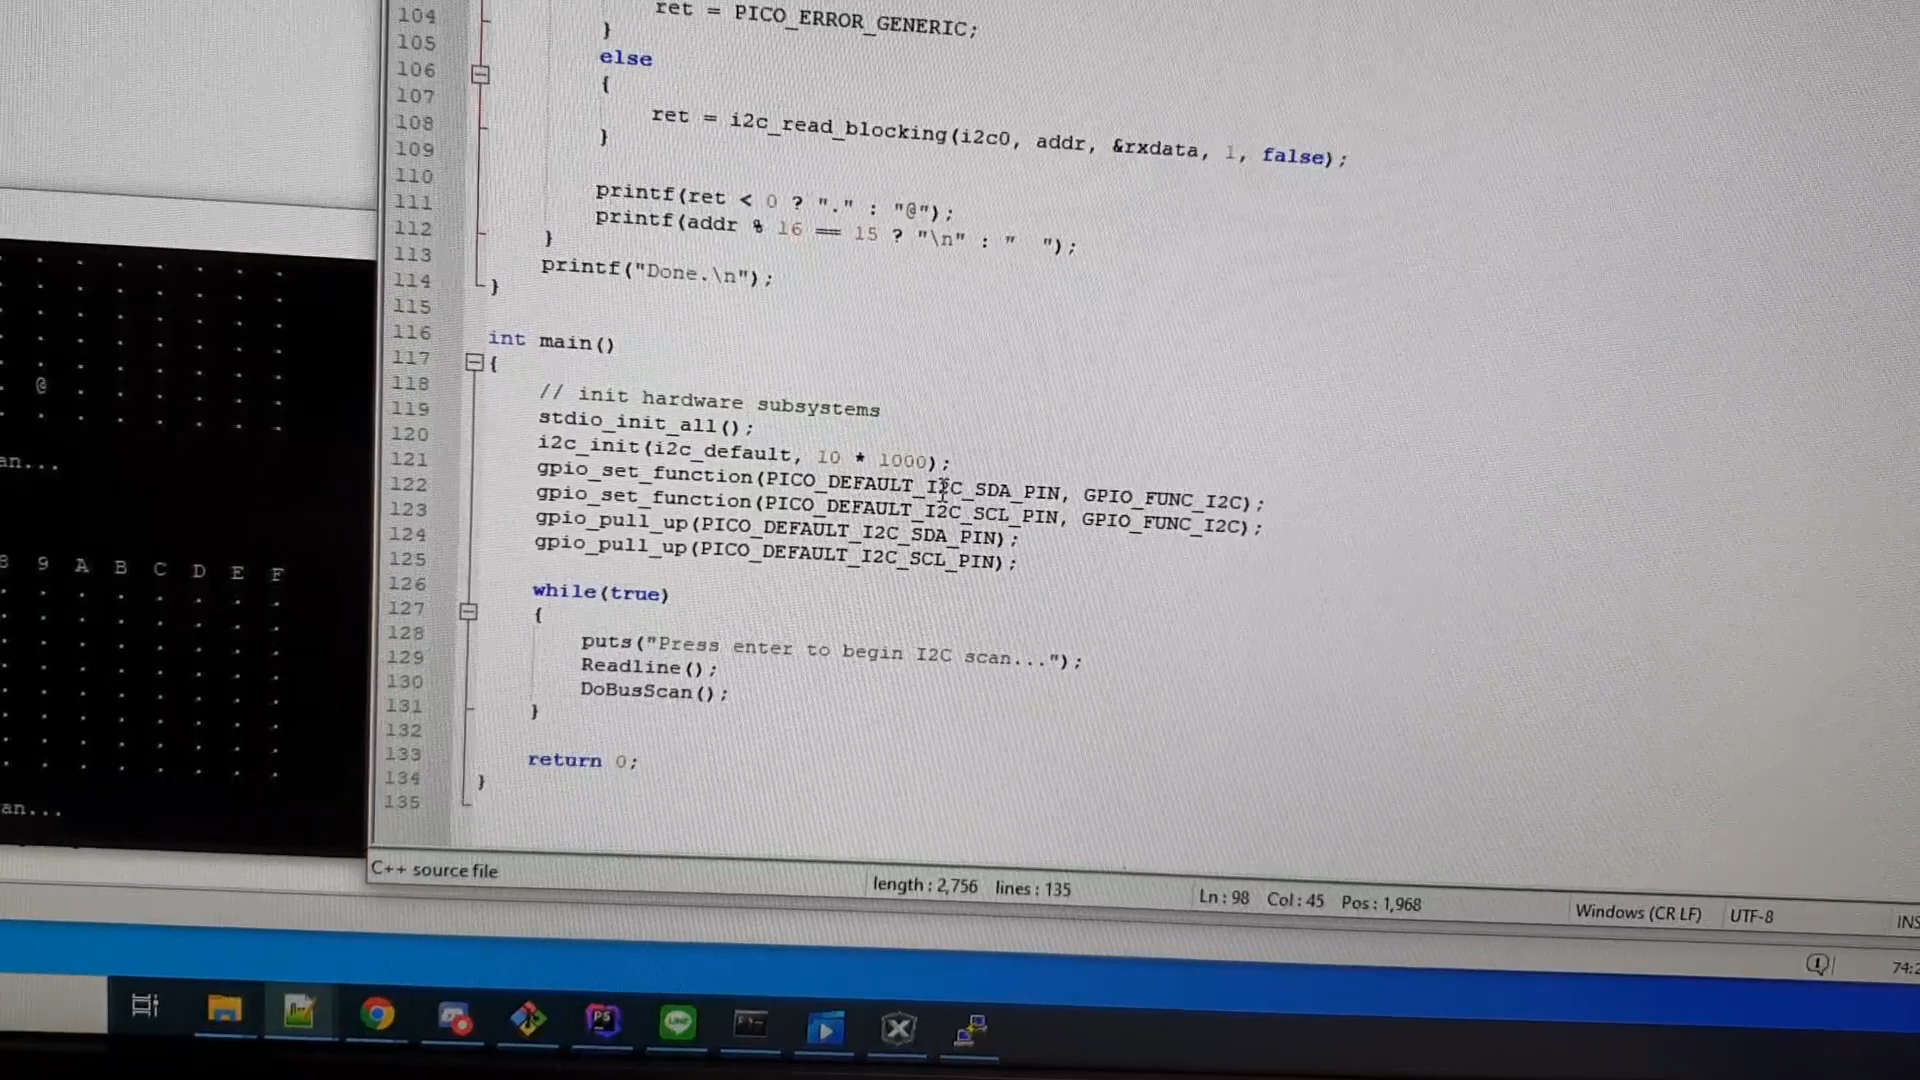 104 ret = PICO_ERROR_GENERIC;
105 }
106 else
107 {
108 ret = i2c_read_blocking(i2c0, addr, &rxdata, 1, false);
109 }
110
111 printf(ret < 0 ? "." : "@");
112 printf(addr % 16 == 15 ? "\n" : "  ");
113 }
114 printf("Done.\n");
115 }
116 int main()
117 {
118 // init hardware subsystems
119 stdio_init_all();
120 i2c_init(i2c_default, 10 * 1000);
121 gpio_set_function(PICO_DEFAULT_I2C_SDA_PIN, GPIO_FUNC_I2C);
122 gpio_set_function(PICO_DEFAULT_I2C_SCL_PIN, GPIO_FUNC_I2C);
123 gpio_pull_up(PICO_DEFAULT_I2C_SDA_PIN);
124 gpio_pull_up(PICO_DEFAULT_I2C_SCL_PIN);
125
126 while(true)
127 {
128 puts("Press enter to begin I2C scan...");
129 Readline();
130 DoBusScan();
131 }
132
133 return 0;
134 }
135
@
an...
9 A B C D E F
an...
C++ source file length : 2,756 lines : 135 Ln : 98 Col : 45 Pos : 1,968 Windows (CR LF) UTF-8 INS
74:2
PS
LINE